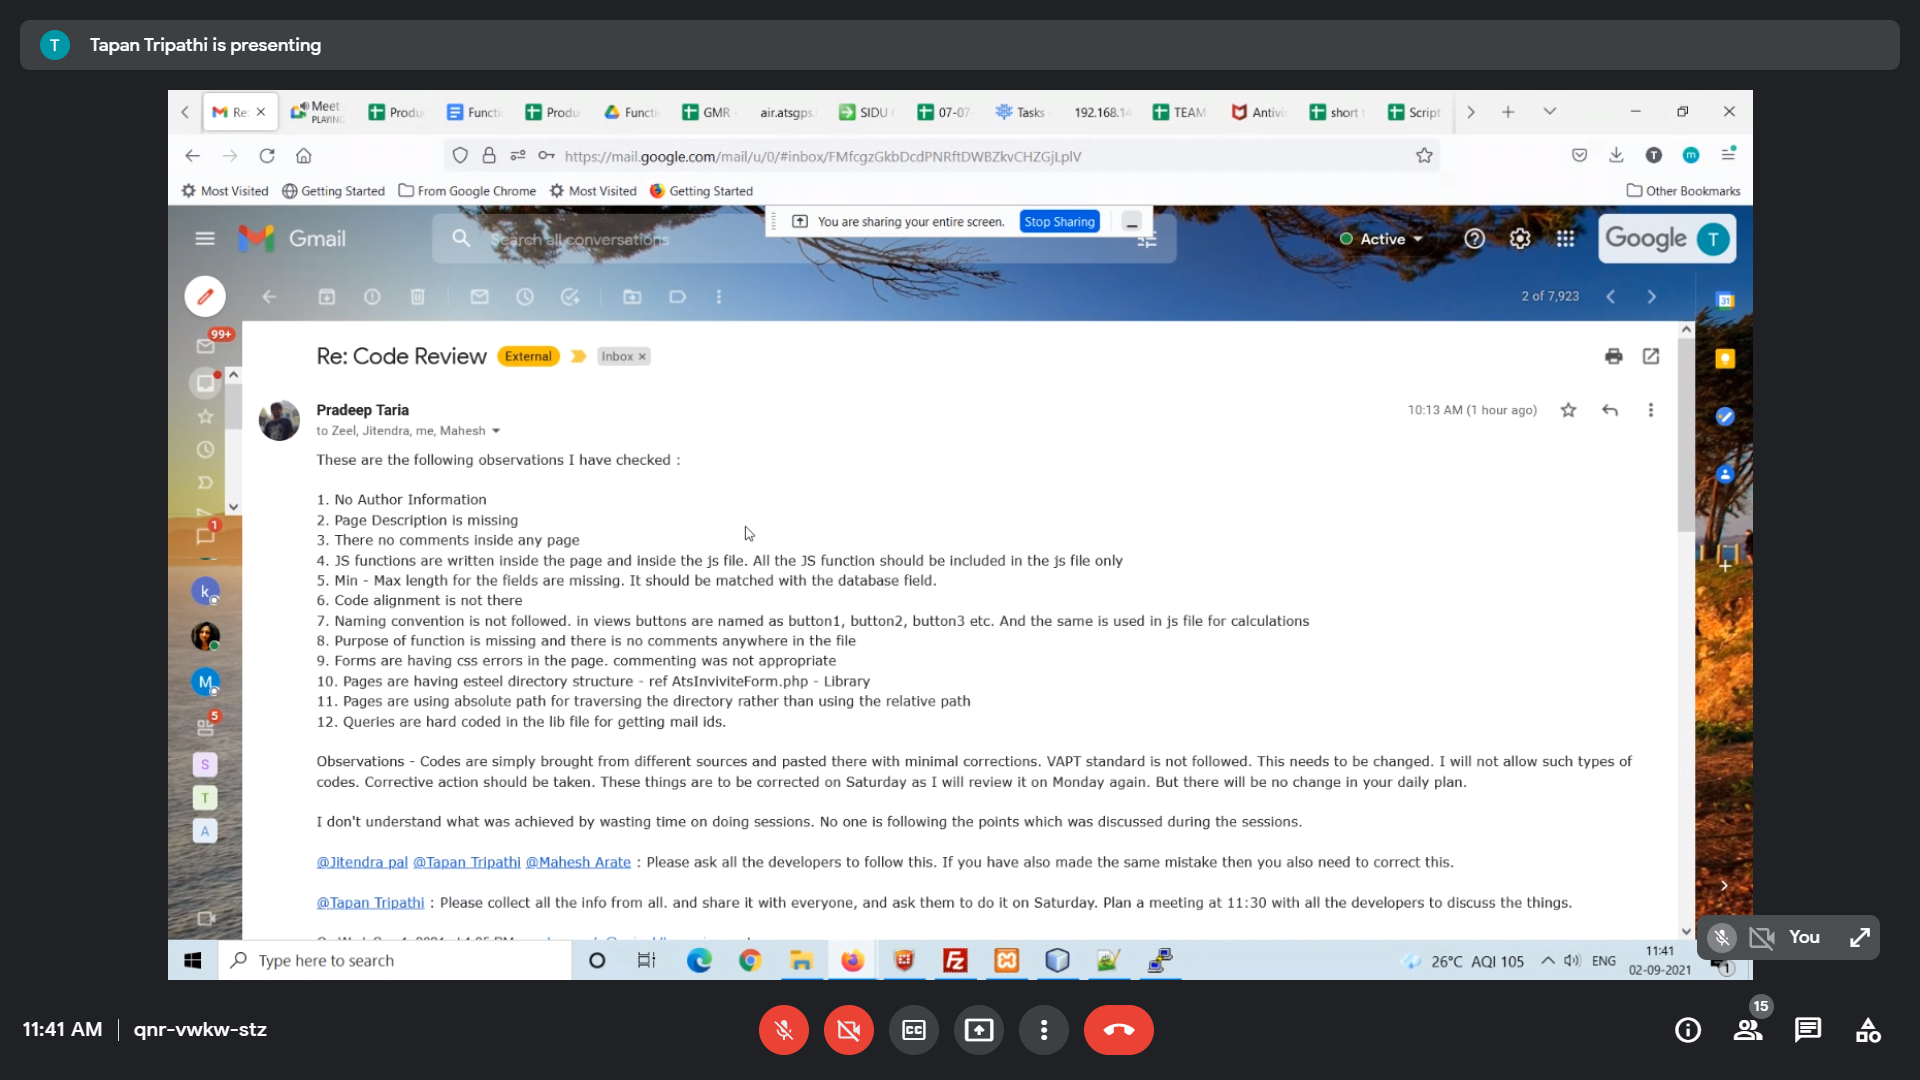 T Tapan Tripathi is presenting
Re: Meet PLAYING Produ Functi Produ Functi GMR air.atsgps. SIDU 07-07- Tasks 192.168.14 TEAM Antivi short Script
https://mail.google.com/mail/u/0/#inbox/FMfcgzGkbDcdPNRftDWBZkvCHZGjLplV T m
Most Visited Getting Started From Google Chrome Most Visited Getting Started Other Bookmarks
You are sharing your entire screen. Stop Sharing
Gmail Search all conversations Active Google T
2 of 7,923
31
99+
Re: Code Review External Inbox ×
Pradeep Taria 10:13 AM (1 hour ago)
to Zeel, Jitendra, me, Mahesh
These are the following observations I have checked :
1. No Author Information
2. Page Description is missing
3. There no comments inside any page
4. JS functions are written inside the page and inside the js file. All the JS function should be included in the js file only
5. Min - Max length for the fields are missing. It should be matched with the database field.
6. Code alignment is not there
7. Naming convention is not followed. in views buttons are named as button1, button2, button3 etc. And the same is used in js file for calculations
8. Purpose of function is missing and there is no comments anywhere in the file
9. Forms are having css errors in the page. commenting was not appropriate
10. Pages are having esteel directory structure - ref AtsInviviteForm.php - Library
11. Pages are using absolute path for traversing the directory rather than using the relative path
12. Queries are hard coded in the lib file for getting mail ids.
Observations - Codes are simply brought from different sources and pasted there with minimal corrections. VAPT standard is not followed. This needs to be changed. I will not allow such types of
codes. Corrective action should be taken. These things are to be corrected on Saturday as I will review it on Monday again. But there will be no change in your daily plan.
I don't understand what was achieved by wasting time on doing sessions. No one is following the points which was discussed during the sessions.
@Jitendra pal @Tapan Tripathi @Mahesh Arate : Please ask all the developers to follow this. If you have also made the same mistake then you also need to correct this.
@Tapan Tripathi : Please collect all the info from all. and share it with everyone, and ask them to do it on Saturday. Plan a meeting at 11:30 with all the developers to discuss the things.
1
k
M
5
S
T
A
You
Type here to search 26°C AQI 105 ENG 11:41
02-09-2021 1
11:41 AM qnr-vwkw-stz CC 15